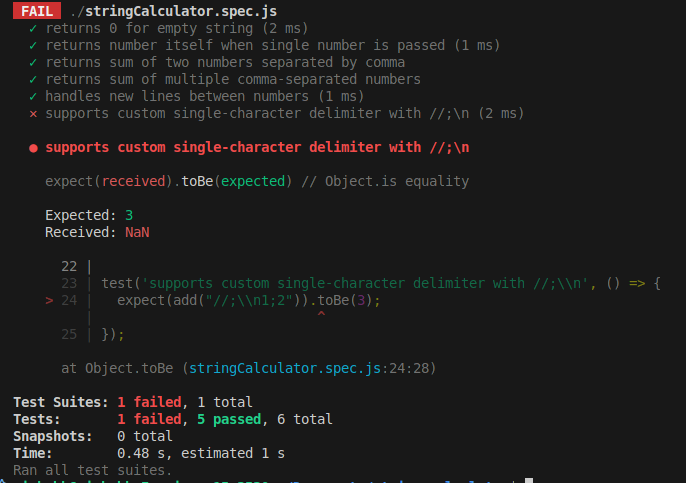 FAIL ./stringCalculator.spec.js
✓ returns 0 for empty string (2 ms)
✓ returns number itself when single number is passed (1 ms)
✓ returns sum of two numbers separated by comma
✓ returns sum of multiple comma-separated numbers
✓ handles new lines between numbers (1 ms)
✕ supports custom single-character delimiter with //;\n (2 ms)
● supports custom single-character delimiter with //;\n
expect(received).toBe(expected) // Object.is equality
Expected: 3
Received: NaN
22 |
23 | test('supports custom single-character delimiter with //;\\n', () => {
> 24 | expect(add("//;\\n1;2")).toBe(3);
| ^
25 | });
at Object.toBe (stringCalculator.spec.js:24:28)
Test Suites: 1 failed, 1 total
Tests: 1 failed, 5 passed, 6 total
Snapshots: 0 total
Time: 0.48 s, estimated 1 s
Ran all test suites.